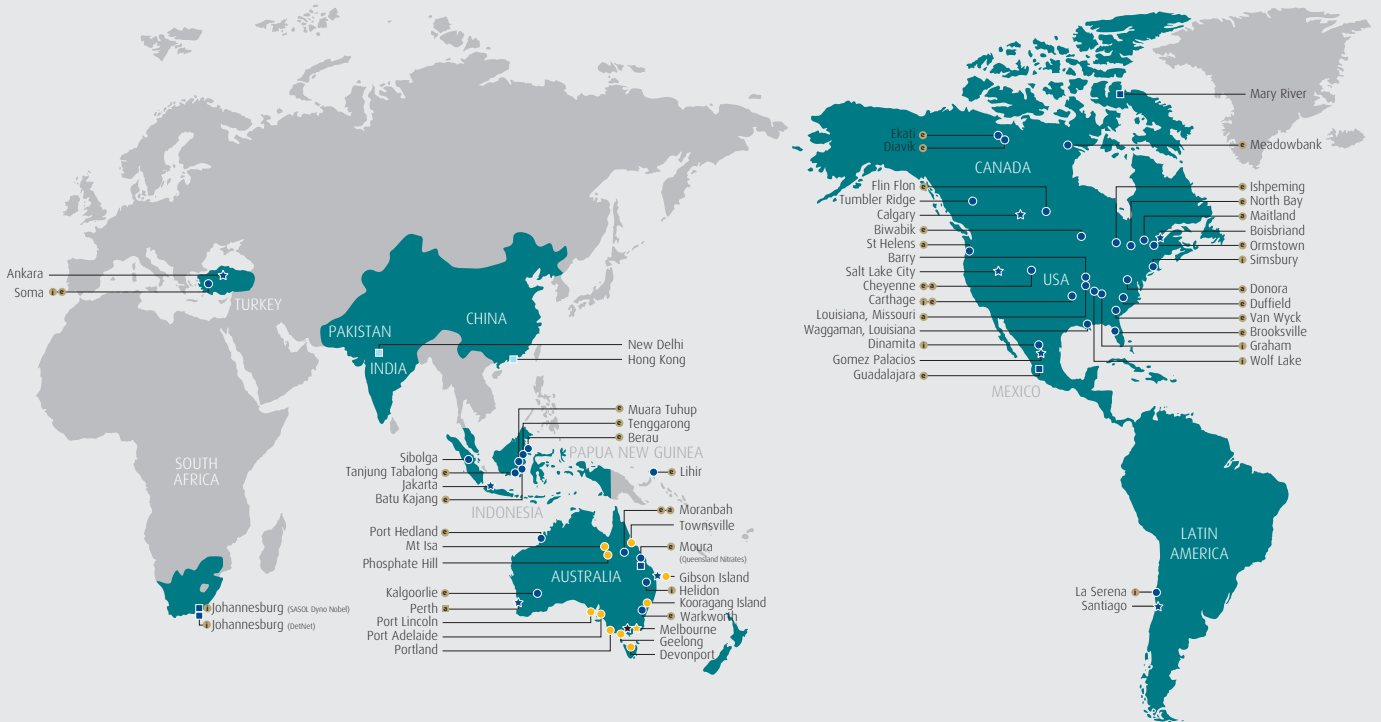 Ankara
Soma i e
TURKEY
PAKISTAN
CHINA
INDIA
New Delhi
Hong Kong
SOUTH
AFRICA
i Johannesburg (SASOL Dyno Nobel)
i Johannesburg (DetNet)
e Muara Tuhup
e Tenggarong
e Berau
PAPUA NEW GUINEA
Sibolga
Tanjung Tabalong e
Jakarta
Batu Kajang e
e Lihir
INDONESIA
Port Hedland e
Mt Isa
Phosphate Hill
AUSTRALIA
Kalgoorlie e
Perth a
Port Lincoln
Port Adelaide
Portland
e a Moranbah
Townsville
e Moura
(Queensland Nitrates)
Gibson Island
i Helidon
Kooragang Island
e Warkworth
Melbourne
Geelong
Devonport
CANADA
USA
MEXICO
Ekati e
Diavik e
Flin Flon e
Tumbler Ridge
Calgary
Biwabik e
St Helens a
Barry
Salt Lake City
Cheyenne e a
Carthage i e
Louisiana, Missouri a
Waggaman, Louisiana
Dinamita i
Gomez Palacios
Guadalajara e
Mary River
e Meadowbank
e Ishpeming
e North Bay
a Maitland
Boisbriand
e Ormstown
i Simsbury
a Donora
e Duffield
e Van Wyck
e Brooksville
i Graham
i Wolf Lake
LATIN
AMERICA
La Serena i
Santiago